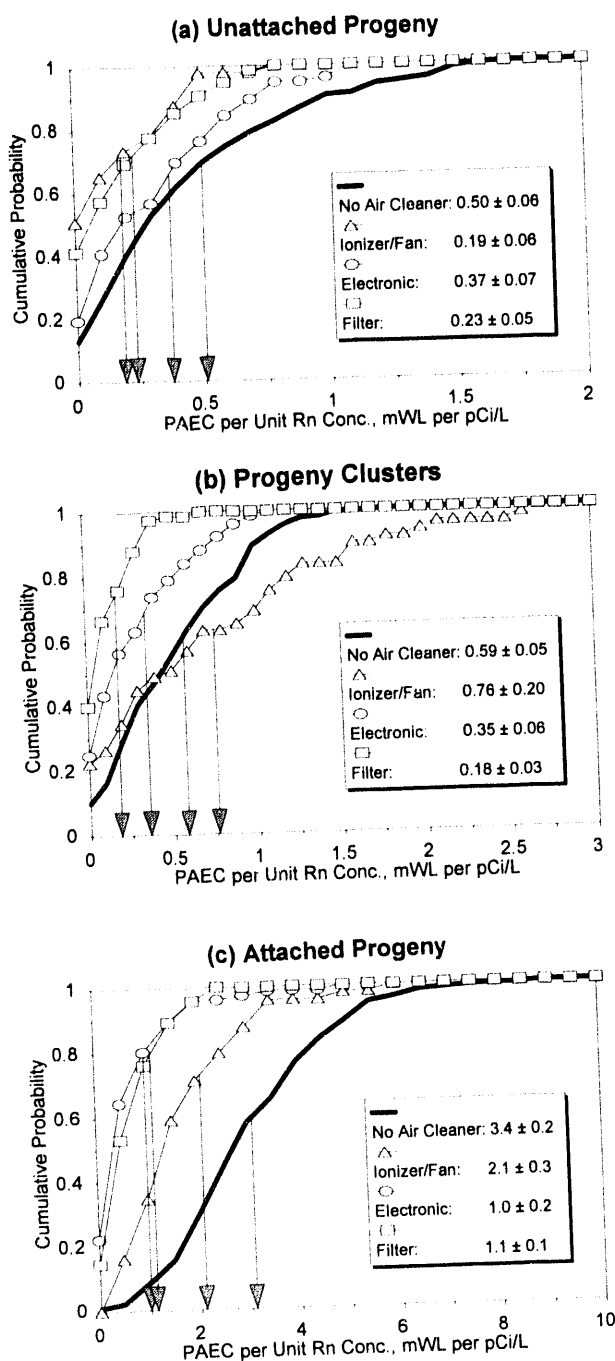 (a) Unattached Progeny
Cumulative Probability
1
0.8
0.6
0.4
0.2
0
No Air Cleaner: 0.50 ± 0.06
Ionizer/Fan: 0.19 ± 0.06
Electronic: 0.37 ± 0.07
Filter: 0.23 ± 0.05
0 0.5 1 1.5 2
PAEC per Unit Rn Conc., mWL per pCi/L
(b) Progeny Clusters
Cumulative Probability
1
0.8
0.6
0.4
0.2
0
No Air Cleaner: 0.59 ± 0.05
Ionizer/Fan: 0.76 ± 0.20
Electronic: 0.35 ± 0.06
Filter: 0.18 ± 0.03
0 0.5 1 1.5 2 2.5 3
PAEC per Unit Rn Conc., mWL per pCi/L
(c) Attached Progeny
Cumulative Probability
1
0.8
0.6
0.4
0.2
0
No Air Cleaner: 3.4 ± 0.2
Ionizer/Fan: 2.1 ± 0.3
Electronic: 1.0 ± 0.2
Filter: 1.1 ± 0.1
0 2 4 6 8 10
PAEC per Unit Rn Conc., mWL per pCi/L